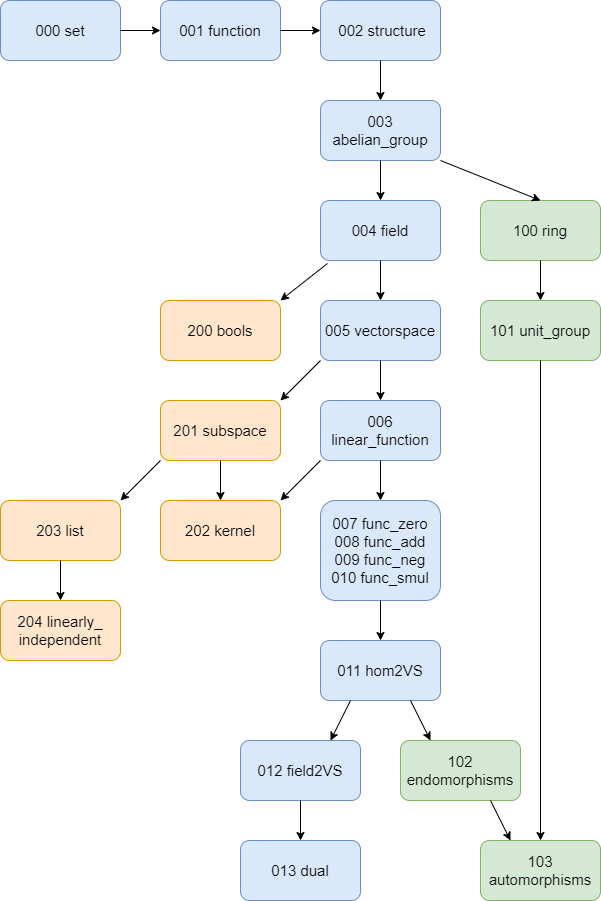 000 set
001 function
002 structure
003
abelian_group
004 field
100 ring
200 bools
005 vectorspace
101 unit_group
201 subspace
006
linear_function
203 list
202 kernel
007 func_zero
008 func_add
009 func_neg
010 func_smul
204 linearly_
independent
011 hom2VS
012 field2VS
102
endomorphisms
013 dual
103
automorphisms